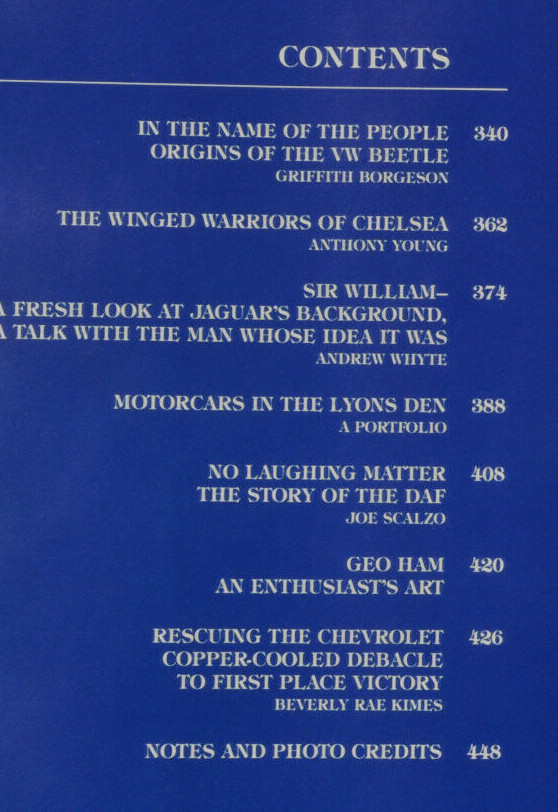 CONTENTS
IN THE NAME OF THE PEOPLE 340
ORIGINS OF THE VW BEETLE
GRIFFITH BORGESON
THE WINGED WARRIORS OF CHELSEA 362
ANTHONY YOUNG
SIR WILLIAM– 374
A FRESH LOOK AT JAGUAR'S BACKGROUND,
A TALK WITH THE MAN WHOSE IDEA IT WAS
ANDREW WHYTE
MOTORCARS IN THE LYONS DEN 388
A PORTFOLIO
NO LAUGHING MATTER 408
THE STORY OF THE DAF
JOE SCALZO
GEO HAM 420
AN ENTHUSIAST'S ART
RESCUING THE CHEVROLET 426
COPPER-COOLED DEBACLE
TO FIRST PLACE VICTORY
BEVERLY RAE KIMES
NOTES AND PHOTO CREDITS 448